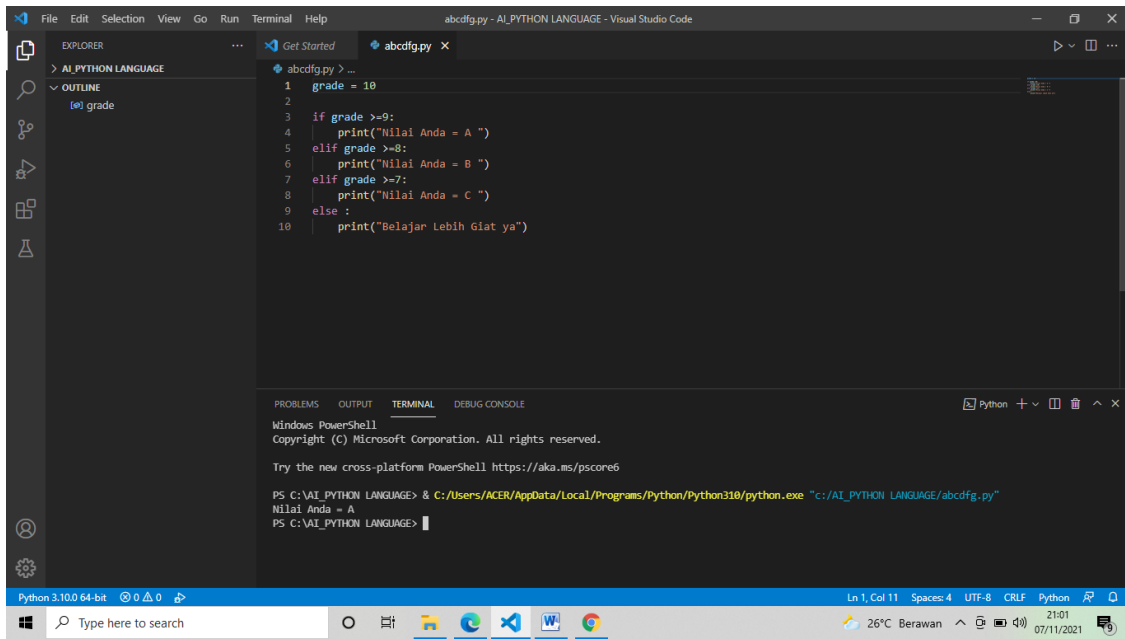 File Edit Selection View Go Run Terminal Help abcdfg.py - AI_PYTHON LANGUAGE - Visual Studio Code
EXPLORER
Get Started abcdfg.py
AI_PYTHON LANGUAGE
abcdfg.py > ...
OUTLINE
grade
1 grade = 10
2
3 if grade >=9:
4 print("Nilai Anda = A ")
5 elif grade >=8:
6 print("Nilai Anda = B ")
7 elif grade >=7:
8 print("Nilai Anda = C ")
9 else :
10 print("Belajar Lebih Giat ya")
PROBLEMS OUTPUT TERMINAL DEBUG CONSOLE Python
Windows PowerShell
Copyright (C) Microsoft Corporation. All rights reserved.
Try the new cross-platform PowerShell https://aka.ms/pscore6
PS C:\AI_PYTHON LANGUAGE> & C:/Users/ACER/AppData/Local/Programs/Python/Python310/python.exe "c:/AI_PYTHON LANGUAGE/abcdfg.py"
Nilai Anda = A
PS C:\AI_PYTHON LANGUAGE>
Python 3.10.0 64-bit 0 0 Ln 1, Col 11 Spaces: 4 UTF-8 CRLF Python
Type here to search 26°C Berawan 21:01
07/11/2021 9